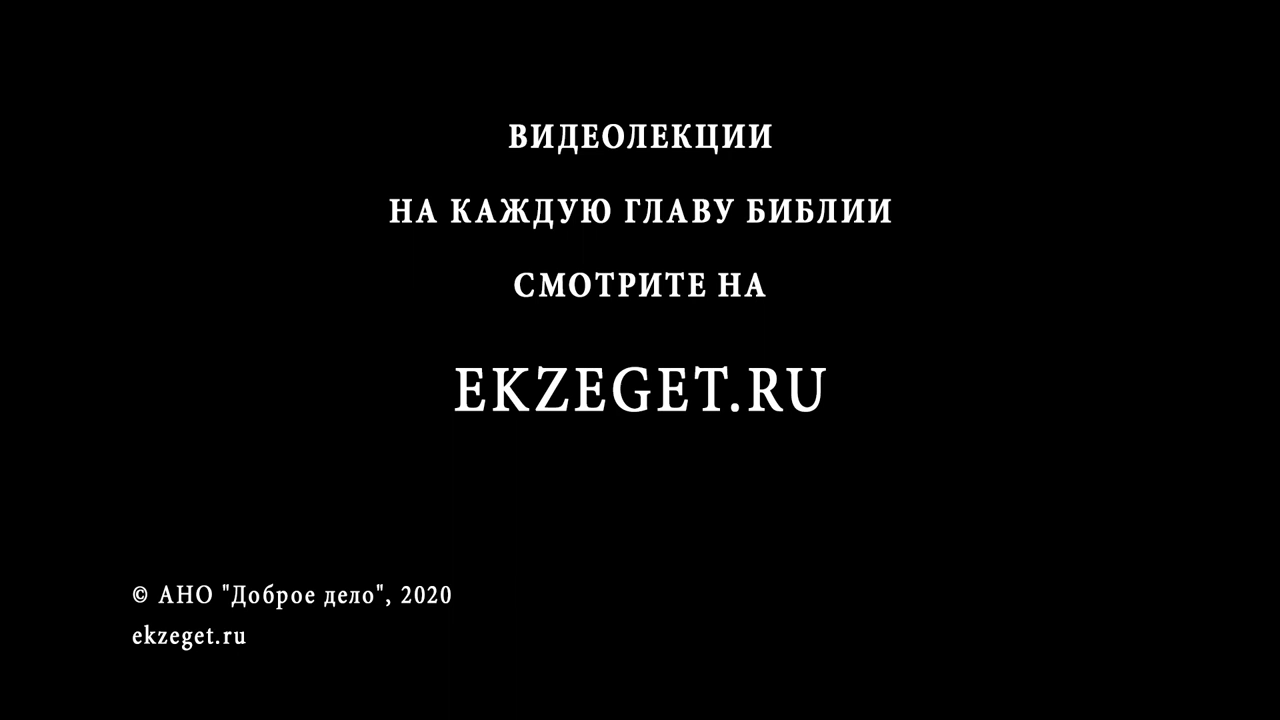 ВИДЕОЛЕКЦИИ
НА КАЖДУЮ ГЛАВУ БИБЛИИ
СМОТРИТЕ НА
EKZEGET.RU
© АНО "Доброе дело", 2020
ekzeget.ru